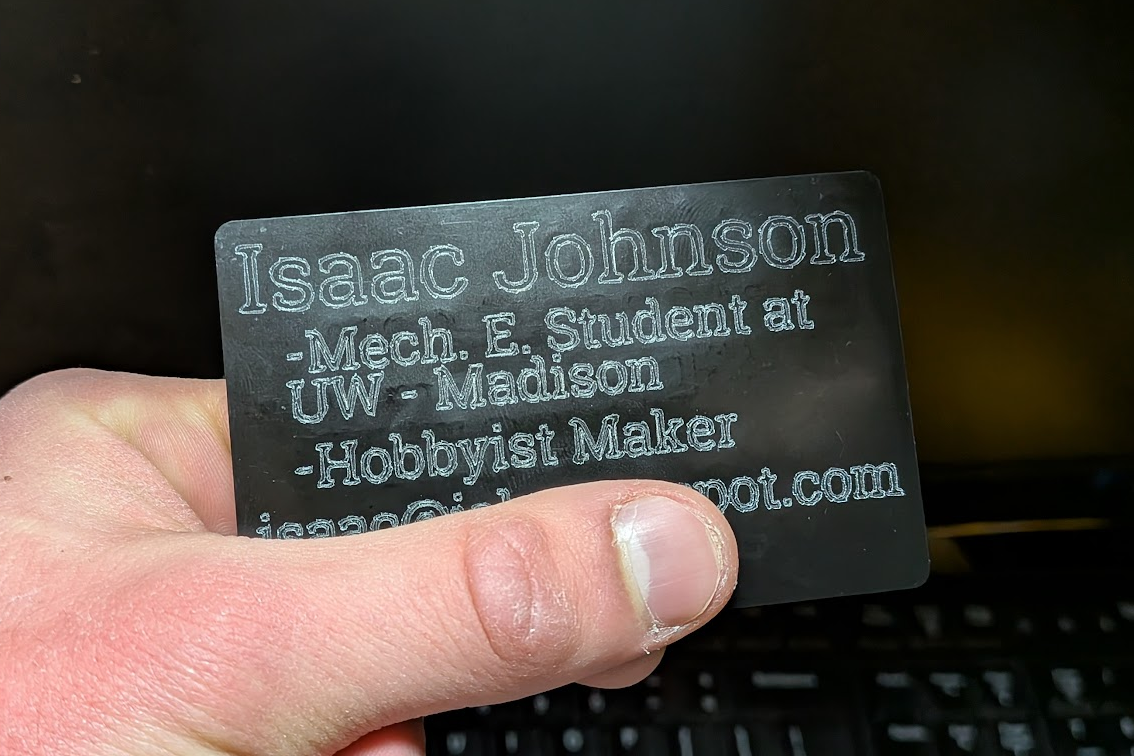 Isaac Johnson
-Mech. E. Student at
UW - Madison
-Hobbyist Maker